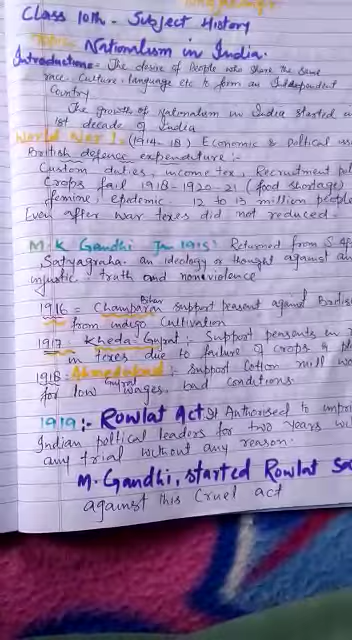 Class 10th - Subject History
Nationalism in India.
Introduction - The desire of People who share the same
race, Culture, language etc to form an Independent
Country
The growth of nationalism in India started
1st decade of India
World War I:- (1914-18) Economic & Political
British defence expenditure:-
Custom duties, income tax, Recruitment
Crops fail 1918-1920-21 (food shortage)
femine, epedemic. 12 to 13 million people
Even after war taxes did not reduced.
M.K Gandhi In 1915: Returned from S
Satyagraha- an ideology or thought against
injustic- truth and nonviolence
1916 = Champaran Bihar support peasant against
from indigo Cultivation
1917: Kheda-Gujrat: Support peasants in
in taxes due to failure of crops &
1918: Ahmedabad Gujrat: support Cotton mill
for low wages, bad conditions.
1919:- Rowlat Act: Authorised to
Indian political leaders for two years
any trial without any reason.
M. Gandhi, started Rowlat
against this Cruel act